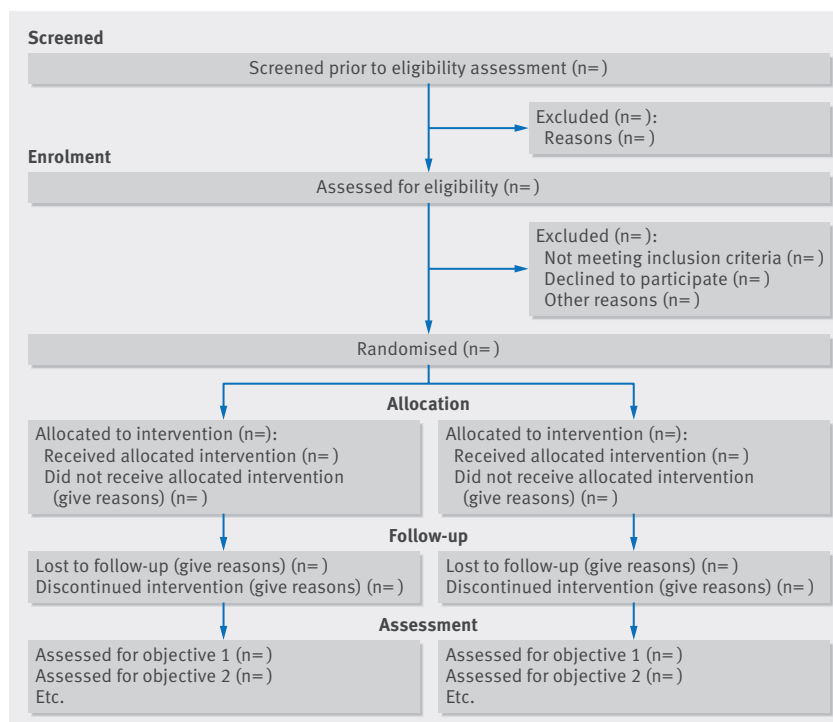 Screened
Screened prior to eligibility assessment (n= )
Excluded (n= ):
Reasons (n= )
Enrolment
Assessed for eligibility (n= )
Excluded (n= ):
Not meeting inclusion criteria (n= )
Declined to participate (n= )
Other reasons (n= )
Randomised (n= )
Allocation
Allocated to intervention (n=):
Received allocated intervention (n= )
Did not receive allocated intervention
(give reasons) (n= )
Allocated to intervention (n=):
Received allocated intervention (n= )
Did not receive allocated intervention
(give reasons) (n= )
Follow-up
Lost to follow-up (give reasons) (n= )
Discontinued intervention (give reasons) (n= )
Lost to follow-up (give reasons) (n= )
Discontinued intervention (give reasons) (n= )
Assessment
Assessed for objective 1 (n= )
Assessed for objective 2 (n= )
Etc.
Assessed for objective 1 (n= )
Assessed for objective 2 (n= )
Etc.